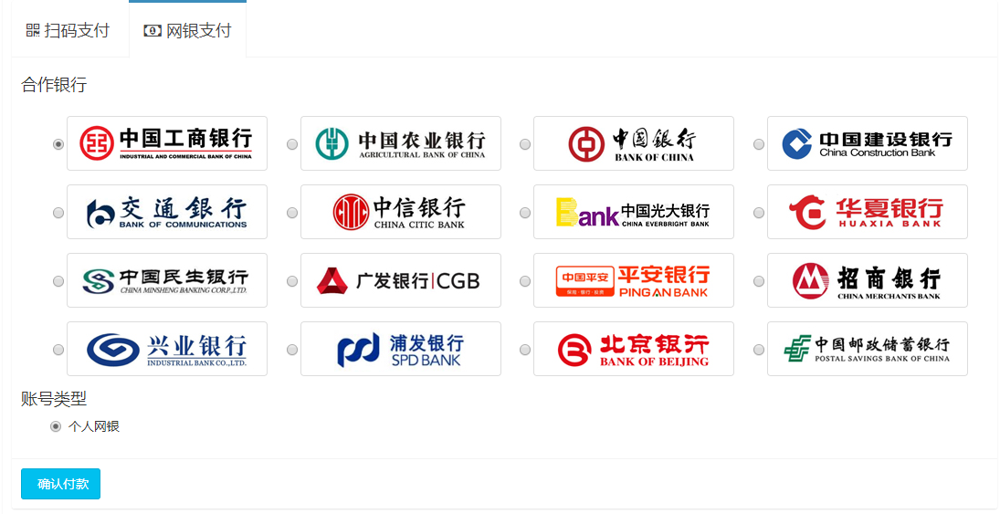 扫码支付
网银支付
合作银行
中国工商银行
INDUSTRIAL AND COMMERCIAL BANK OF CHINA
中国农业银行
AGRICULTURAL BANK OF CHINA
中国銀行
BANK OF CHINA
中国建设银行
China Construction Bank
交通銀行
BANK OF COMMUNICATIONS
中信银行
CHINA CITIC BANK
Bank
中国光大银行
CHINA EVERBRIGHT BANK
华夏银行
HUAXIA BANK
中国民生银行
CHINA MINSHENG BANKING CORP.,LTD.
广发银行|CGB
中国平安
保险·银行·投资
平安银行
PING AN BANK
招商银行
CHINA MERCHANTS BANK
兴业银行
INDUSTRIAL BANK CO.,LTD.
浦发银行
SPD BANK
北京银行
BANK OF BEIJING
中国邮政储蓄银行
POSTAL SAVINGS BANK OF CHINA
账号类型
个人网银
确认付款